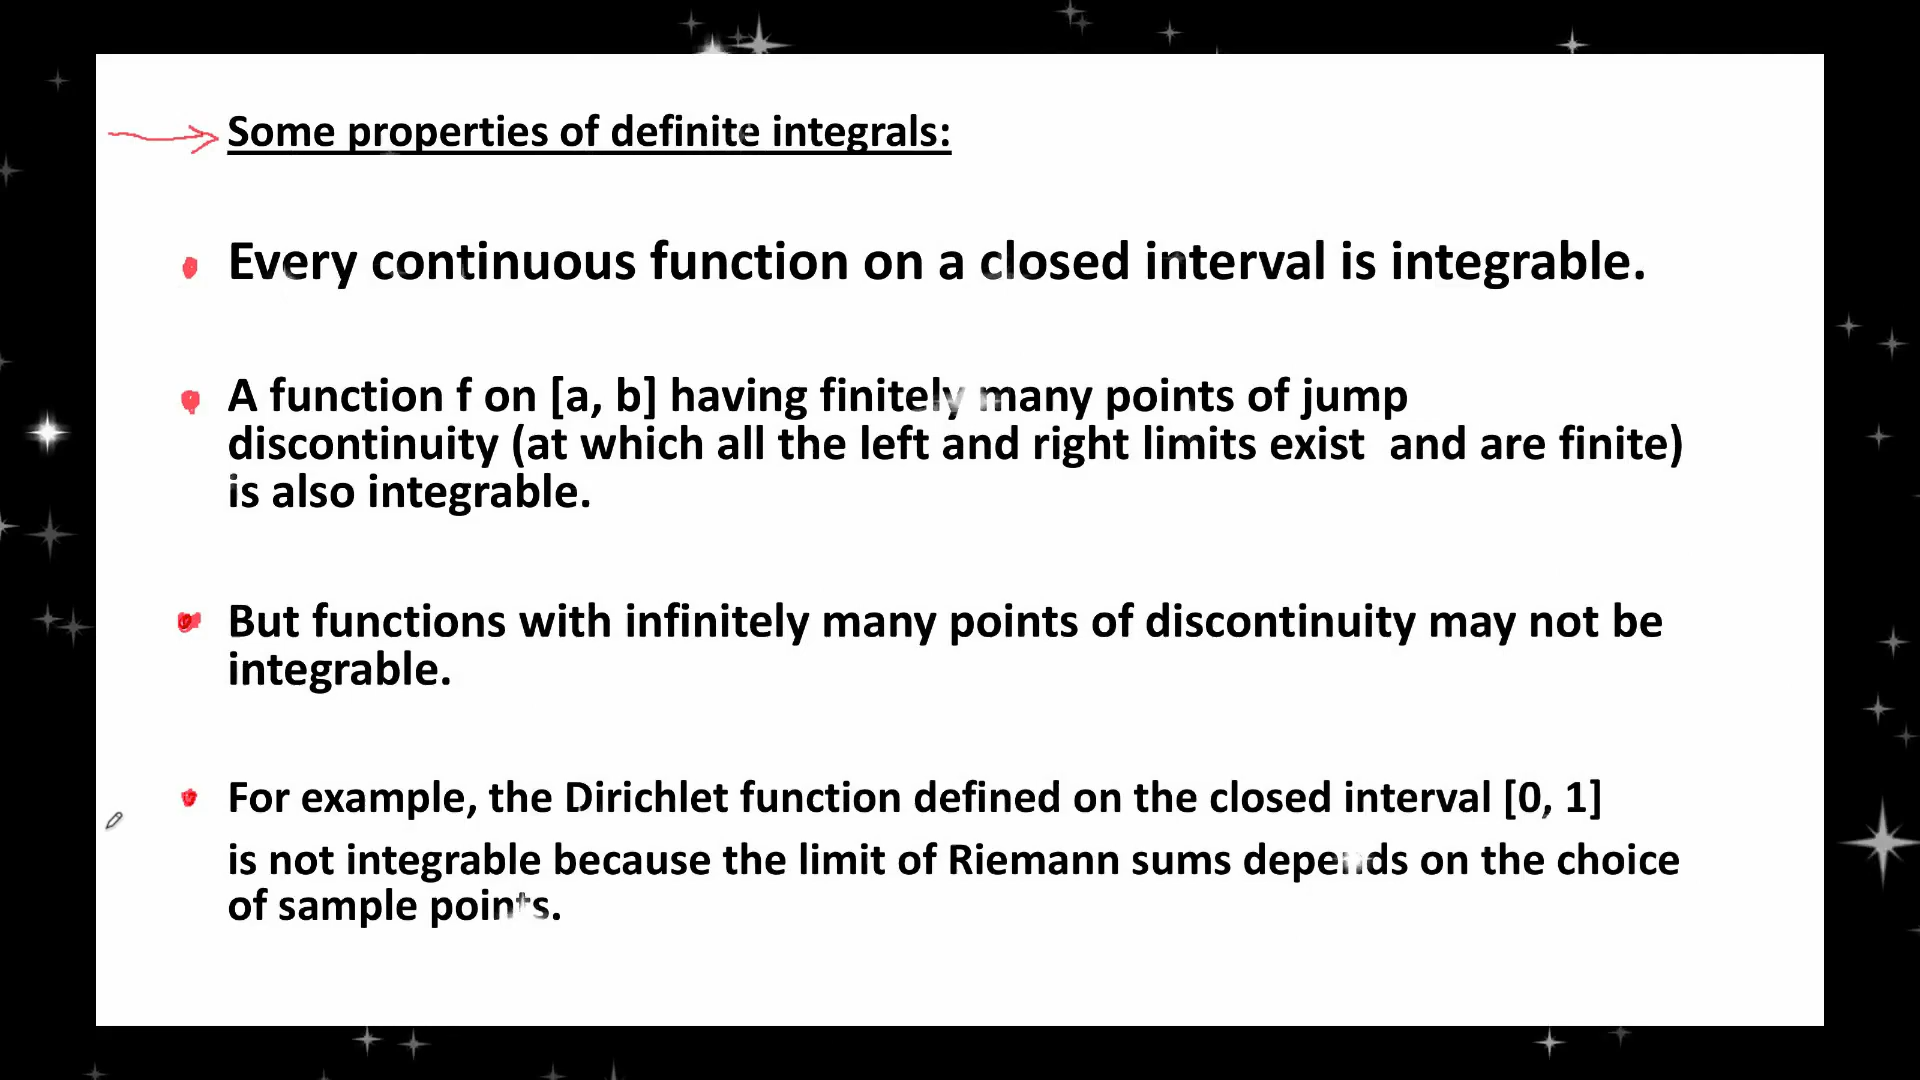 Some properties of definite integrals:
Every continuous function on a closed interval is integrable.
A function f on [a, b] having finitely many points of jump
discontinuity (at which all the left and right limits exist and are finite)
is also integrable.
But functions with infinitely many points of discontinuity may not be
integrable.
For example, the Dirichlet function defined on the closed interval [0, 1]
is not integrable because the limit of Riemann sums depends on the choice
of sample points.